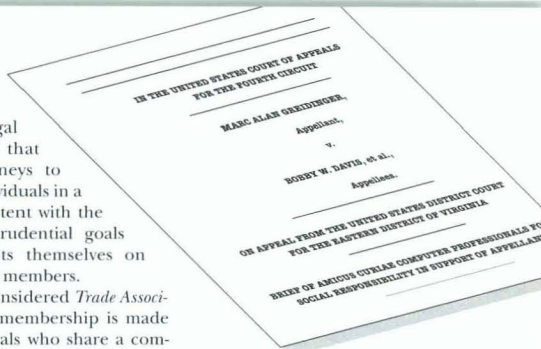 IN THE UNITED STATES COURT OF APPEALS
FOR THE FOURTH CIRCUIT
MARC ALAN GREIDINGER,
Appellant,
v.
BOBBY W. DAVIS, et al.,
Appellees.
ON APPEAL FROM THE UNITED STATES DISTRICT COURT
FOR THE EASTERN DISTRICT OF VIRGINIA
BRIEF OF AMICUS CURIAE COMPUTER PROFESSIONALS FO
SOCIAL RESPONSIBILITY IN SUPPORT OF APPELLAN
gal
that
neys to
viduals in a
tent with the
rudential goals
ts themselves on
members.
nsidered Trade Associ-
membership is made
als who share a com-